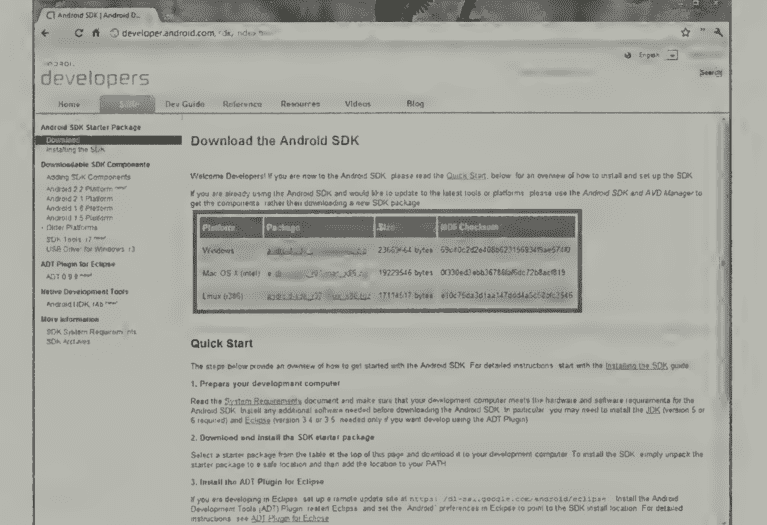 Android SDK | Android D...
developer.android.com
developers
Search
Home
Dev Guide
Reference
Resources
Videos
Blog
Android SDK Starter Package
Download
Installing the SDK
Downloadable SDK Components
Adding SDK Components
Android 2.2 Platform
Android 2.1 Platform
Android 1.6 Platform
Android 1.5 Platform
Older Platforms
SDK Tools, r7
USB Driver for Windows, r3
ADT Plugin for Eclipse
ADT 0.9.8
Native Development Tools
Android NDK,
More Information
SDK System Requirements
SDK Archives
Download the Android SDK
Welcome Developers! If you are new to the Android SDK, please read the Quick Start, below, for an overview of how to install and set up the SDK.
If you are already using the Android SDK and would like to update to the latest tools or platforms, please use the Android SDK and AVD Manager to
get the components, rather than downloading a new SDK package.
Platform Package Size MD5 Checksum
Windows bytes
Mac OS X (intel) 19229546 bytes
Linux (i386) 17114517 bytes
Quick Start
The steps below provide an overview of how to get started with the Android SDK. For detailed instructions, start with the Installing the SDK guide.
1. Prepare your development computer
Read the System Requirements document and make sure that your development computer meets the hardware and software requirements for the
Android SDK. Install any additional software needed before downloading the Android SDK. In particular, you may need to install the JDK (version 5 or
6 required) and Eclipse (version 3.4 or 3.5, needed only if you want develop using the ADT Plugin).
2. Download and install the SDK starter package
Select a starter package from the table at the top of this page and download it to your development computer. To install the SDK, simply unpack the
starter package to a safe location and then add the location to your PATH.
3. Install the ADT Plugin for Eclipse
If you are developing in Eclipse, set up a remote update site at https://dl-ssl.google.com/android/eclipse. Install the Android
Development Tools (ADT) Plugin, restart Eclipse, and set the "Android" preferences in Eclipse to point to the SDK install location. For detailed
instructions, see ADT Plugin for Eclipse